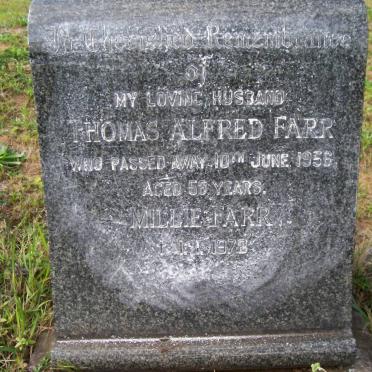 In Cherished Remembrance
of
MY LOVING HUSBAND
THOMAS ALFRED FARR
WHO PASSED AWAY 10TH JUNE 1956
AGED 56 YEARS.
MILLIE FARR